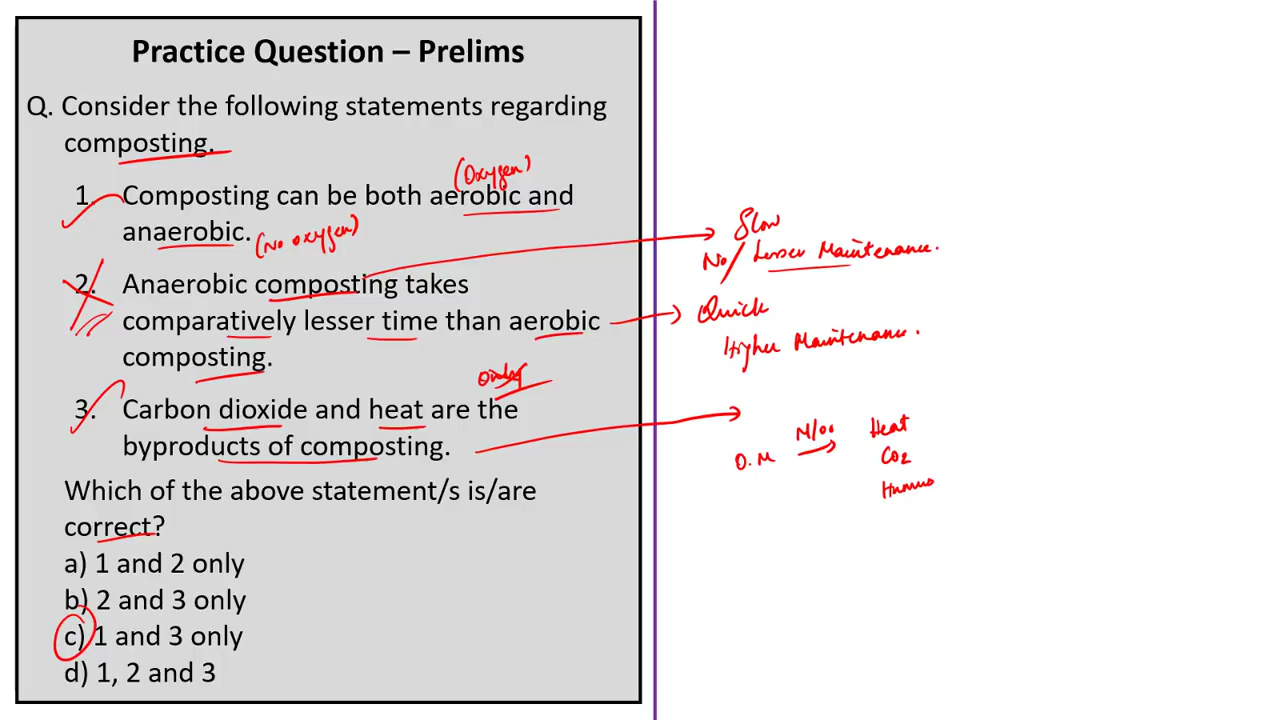 Practice Question – Prelims
Q. Consider the following statements regarding
composting.
(Oxygen)
1. Composting can be both aerobic and
anaerobic.
(No oxygen)
2. Anaerobic composting takes
comparatively lesser time than aerobic
composting.
only
3. Carbon dioxide and heat are the
byproducts of composting.
Which of the above statement/s is/are
correct?
a) 1 and 2 only
b) 2 and 3 only
c) 1 and 3 only
d) 1, 2 and 3
Slow
No/Lesser Maintenance.
Quick
Higher Maintenance.
O.M
M/oo
Heat
CO2
Humus